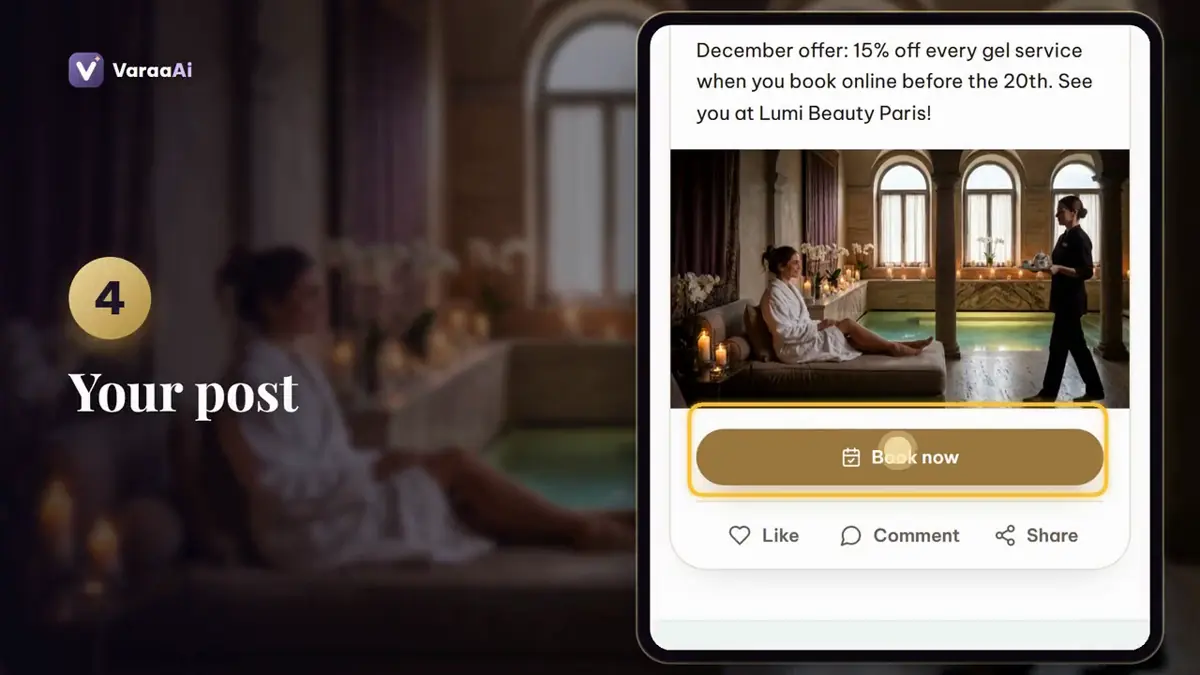 VaraaAi
4
Your post
December offer: 15% off every gel service
when you book online before the 20th. See
you at Lumi Beauty Paris!
Book now
Like
Comment
Share